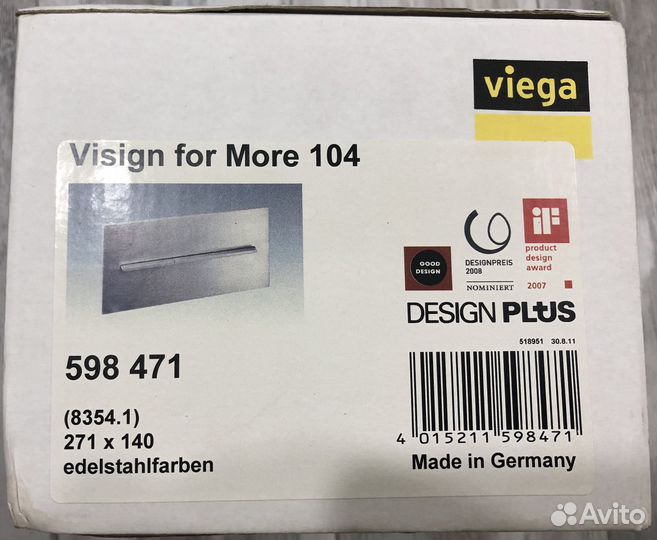 viega
Visign for More 104
GOOD
DESIGN
DESIGNPREIS
2008
NOMINIERT
iF
product
design
award
2007
DESIGN PLUS
518951 30.8.11
598 471
(8354.1)
271 x 140
edelstahlfarben
4 015211 598471
Made in Germany
Avito